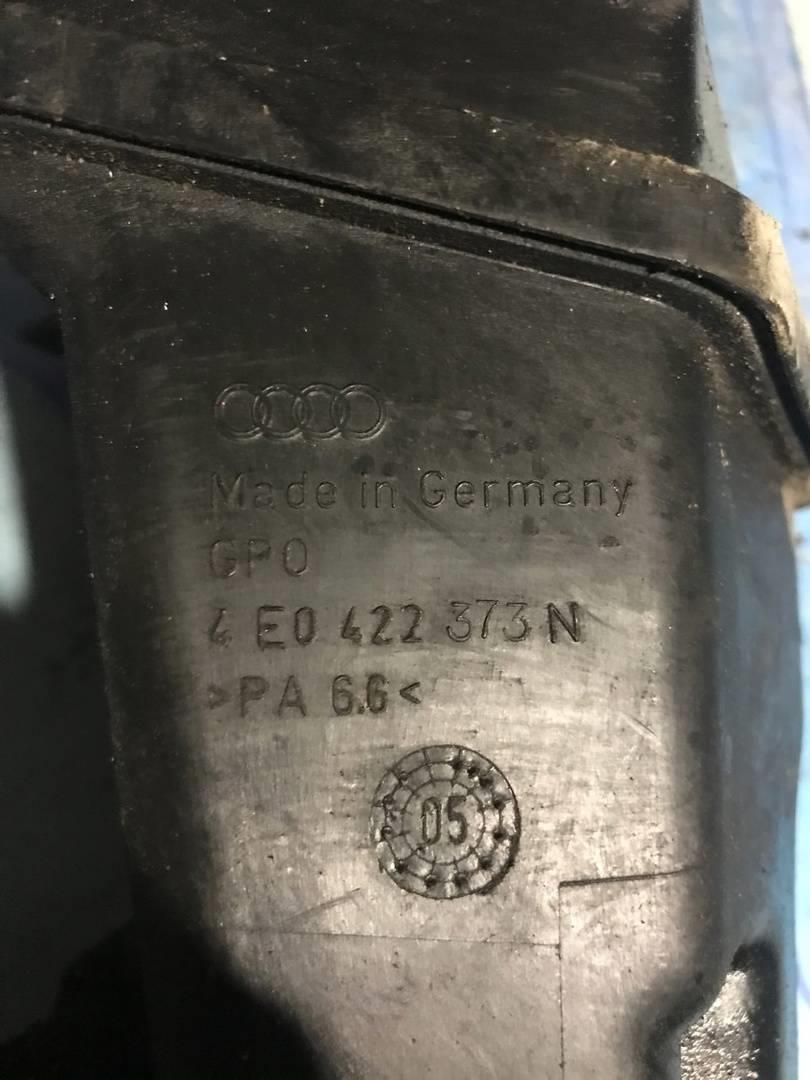 Made in Germany
GPO
4 E0 422 373 N
>PA 6.6<
05